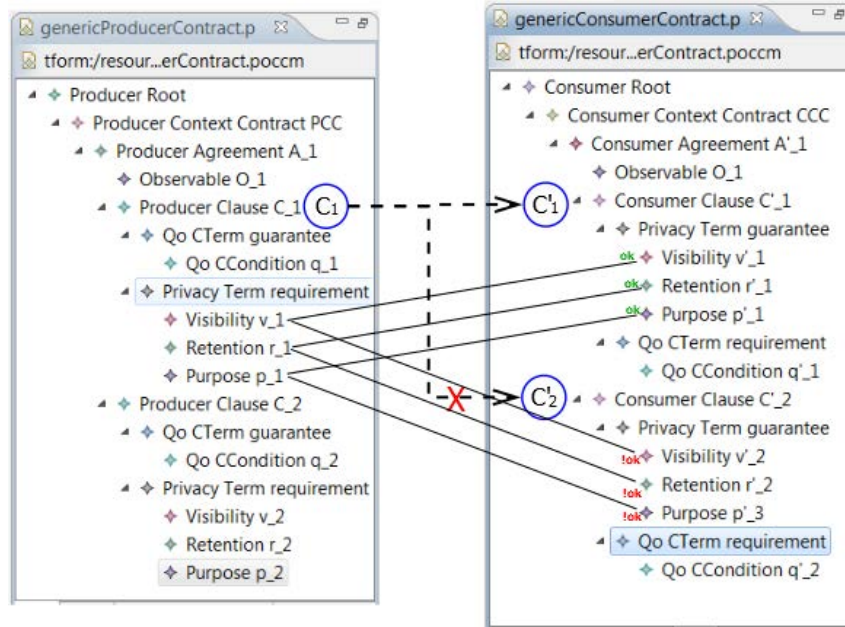 genericProducerContract.p
tform:/resour...erContract.poccm
Producer Root
Producer Context Contract PCC
Producer Agreement A_1
Observable O_1
Producer Clause C_1
C1
Qo CTerm guarantee
Qo CCondition q_1
Privacy Term requirement
Visibility v_1
Retention r_1
Purpose p_1
Producer Clause C_2
Qo CTerm guarantee
Qo CCondition q_2
Privacy Term requirement
Visibility v_2
Retention r_2
Purpose p_2
X
genericConsumerContract.p
tform:/resour...erContract.poccm
Consumer Root
Consumer Context Contract CCC
Consumer Agreement A'_1
Observable O_1
C'1
Consumer Clause C'_1
Privacy Term guarantee
ok Visibility v'_1
ok Retention r'_1
ok Purpose p'_1
Qo CTerm requirement
Qo CCondition q'_1
C'2
Consumer Clause C'_2
Privacy Term guarantee
!ok Visibility v'_2
!ok Retention r'_2
!ok Purpose p'_3
Qo CTerm requirement
Qo CCondition q'_2